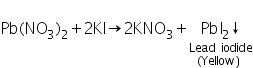 Pb(NO₃)₂+2KI→2KNO₃+ PbI₂↓
Lead iodide
(Yellow)